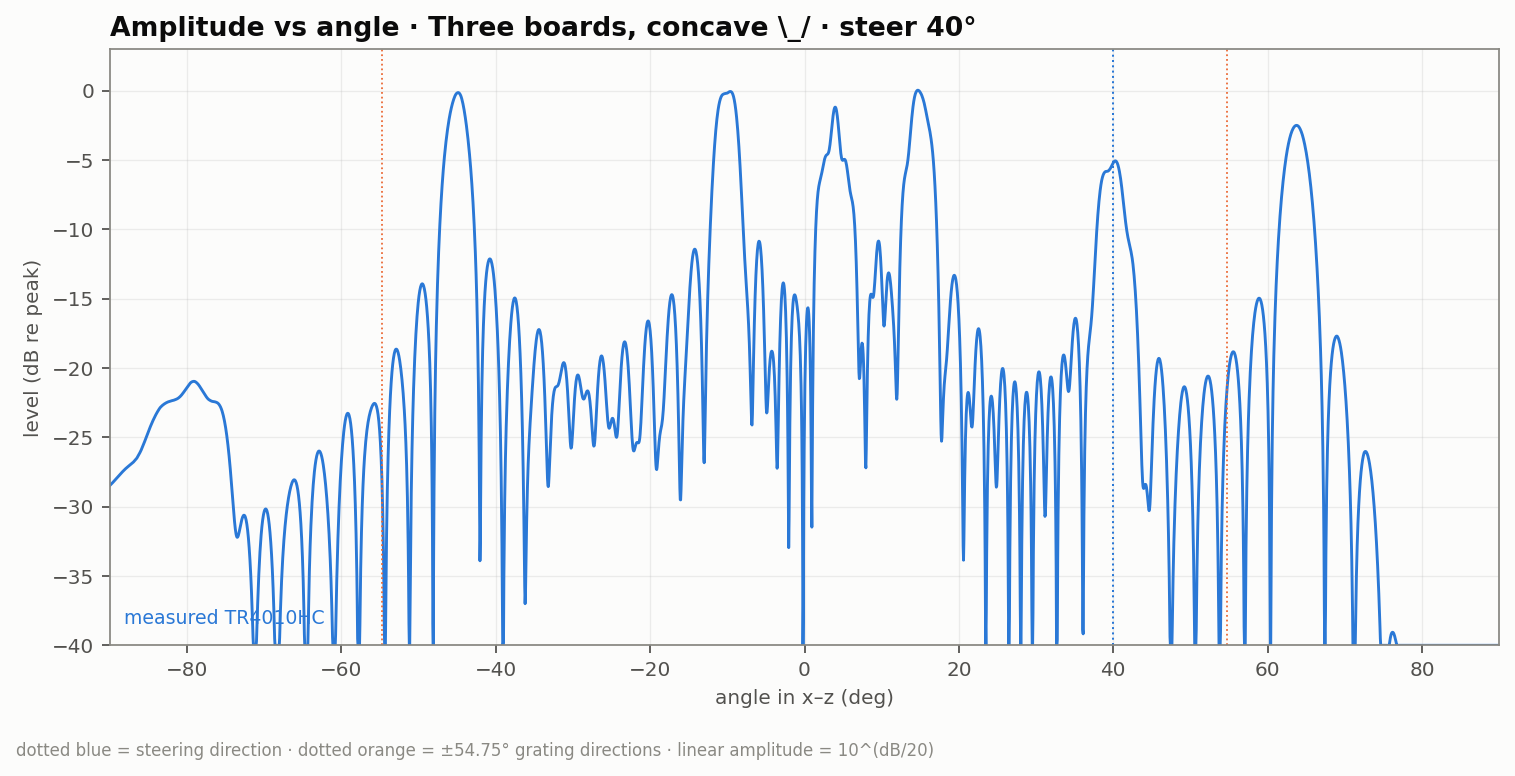 Amplitude vs angle · Three boards, concave \_/ · steer 40°
level (dB re peak)
0
−5
−10
−15
−20
−25
−30
−35
−40
measured TR4010HC
−80 −60 −40 −20 0 20 40 60 80
angle in x–z (deg)
dotted blue = steering direction · dotted orange = ±54.75° grating directions · linear amplitude = 10^(dB/20)